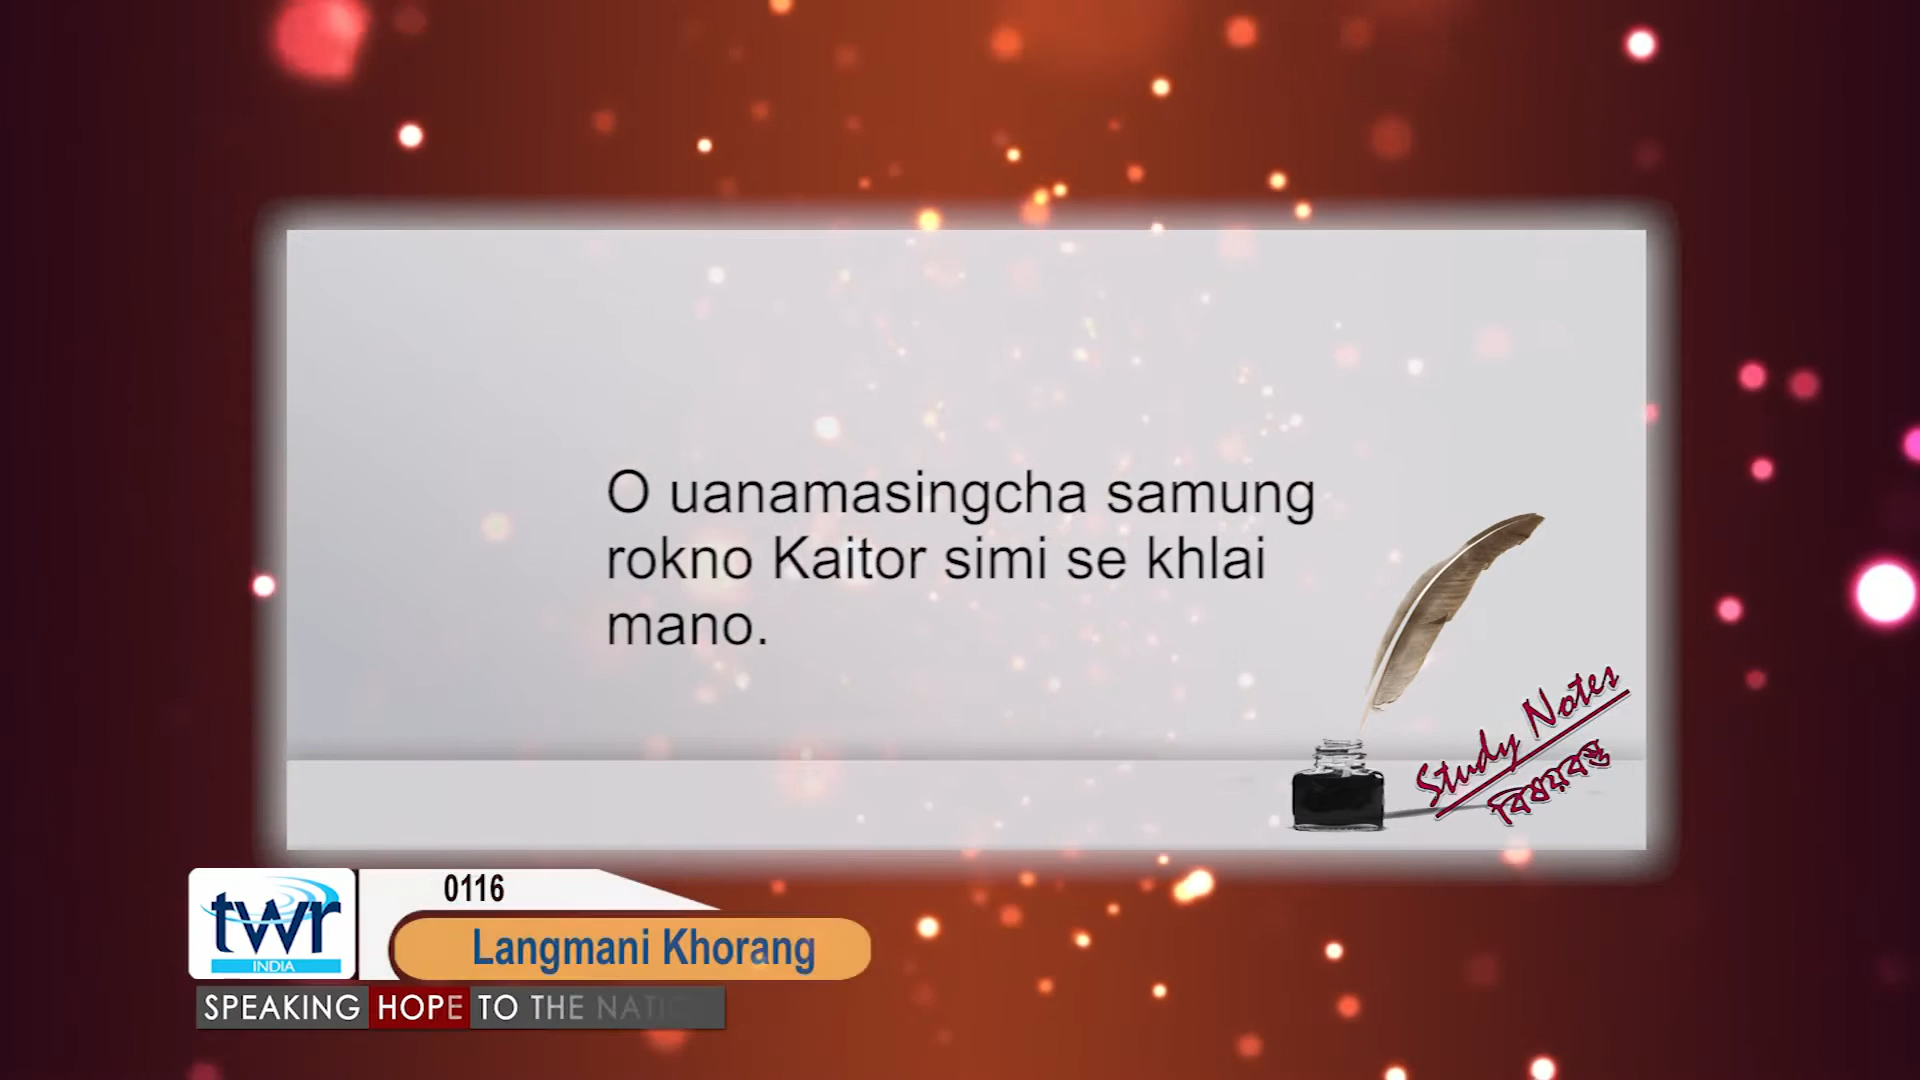 O uanamasingcha samung
rokno Kaitor simi se khlai
mano.
Study Notes
বিষয়বস্তু
0116
twr
INDIA
Langmani Khorang
SPEAKING HOPE TO THE NATI